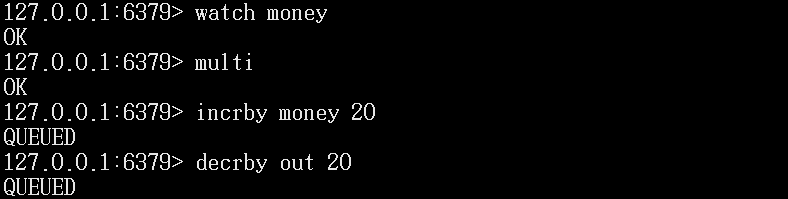 127.0.0.1:6379> watch money
OK
127.0.0.1:6379> multi
OK
127.0.0.1:6379> incrby money 20
QUEUED
127.0.0.1:6379> decrby out 20
QUEUED